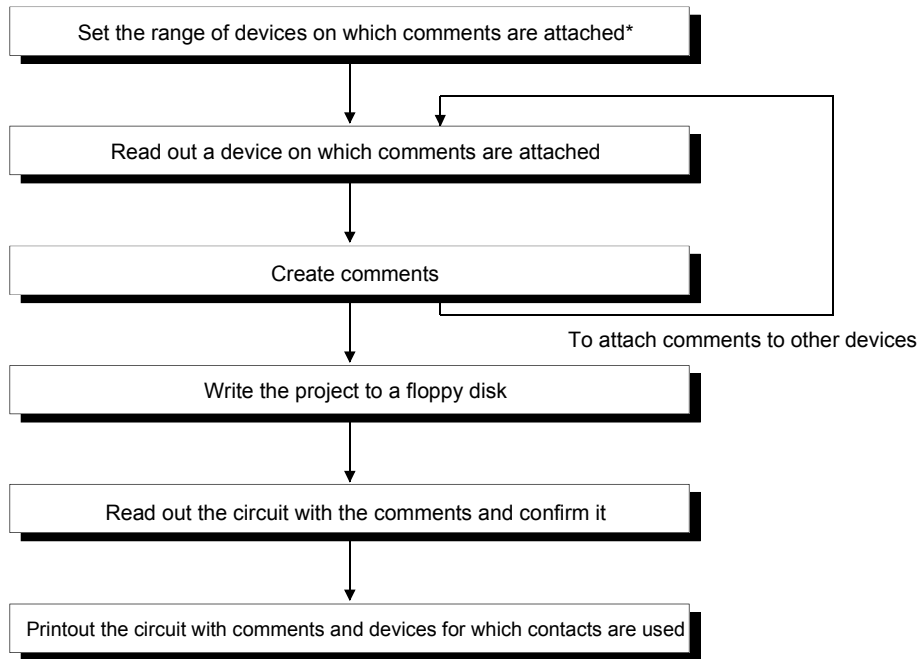 Set the range of devices on which comments are attached*
Read out a device on which comments are attached
Create comments
To attach comments to other devices
Write the project to a floppy disk
Read out the circuit with the comments and confirm it
Printout the circuit with comments and devices for which contacts are used